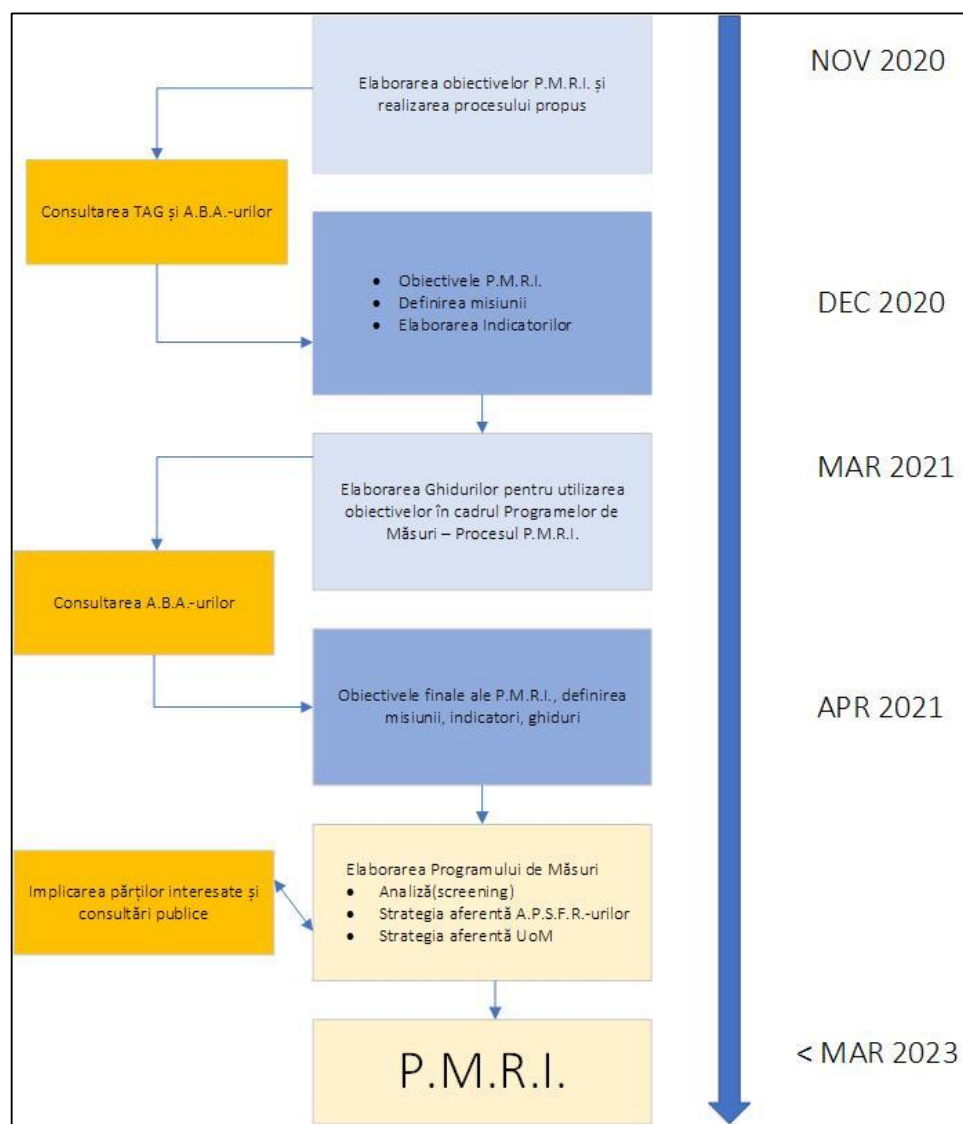 NOV 2020
Elaborarea obiectivelor P.M.R.I. și
realizarea procesului propus
Consultarea TAG și A.B.A.-urilor
DEC 2020
• Obiectivele P.M.R.I.
• Definirea misiunii
• Elaborarea Indicatorilor
MAR 2021
Elaborarea Ghidurilor pentru utilizarea
obiectivelor în cadrul Programelor de
Măsuri – Procesul P.M.R.I.
Consultarea A.B.A.-urilor
APR 2021
Obiectivele finale ale P.M.R.I., definirea
misiunii, indicatori, ghiduri
Implicarea părților interesate și
consultări publice
Elaborarea Programului de Măsuri
• Analiză(screening)
• Strategia aferentă A.P.S.F.R.-urilor
• Strategia aferentă UoM
< MAR 2023
P.M.R.I.